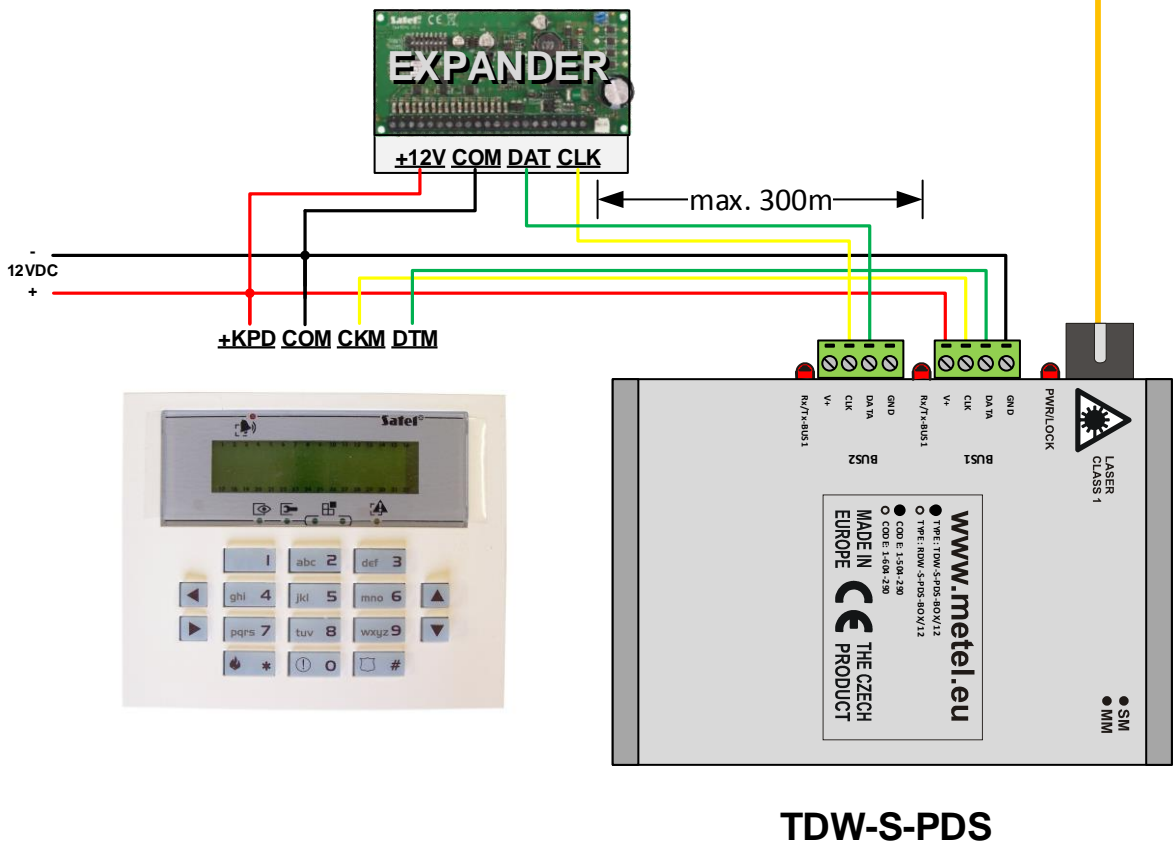 Satel CE
EXPANDER
+12V COM DAT CLK
max. 300m
-
12VDC
+
+KPD COM CKM DTM
Satel
1
abc 2
def 3
ghi 4
jkl 5
mno 6
pqrs 7
tuv 8
wxyz 9
*
0
#
Rx/Tx-BUS1
V+
CLK
DATA
GND
BUS2
Rx/Tx-BUS1
V+
CLK
DATA
GND
BUS1
PWR/LOCK
LASER
CLASS 1
www.metel.eu
TYPE: TDW-S-PDS-BOX/12
TYPE: RDW-S-PDS-BOX/12
CODE: 1-504-290
CODE: 1-604-290
MADE IN
EUROPE
CE
THE CZECH
PRODUCT
SM
MM
TDW-S-PDS